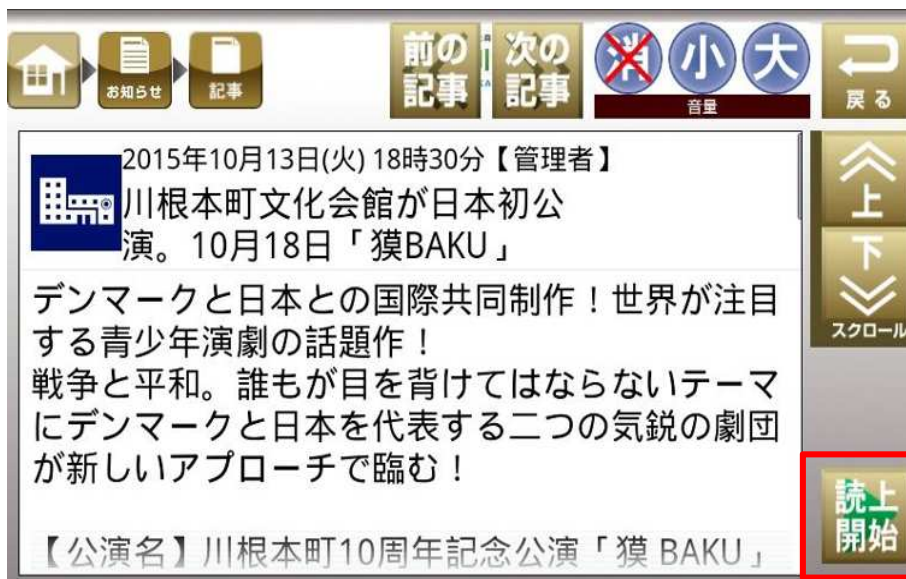 お知らせ
記事
前の
記事
次の
記事
消 小 大
音量
戻る
2015年10月13日(火) 18時30分【管理者】
川根本町文化会館が日本初公
演。10月18日「獏BAKU」
上
下
スクロール
デンマークと日本との国際共同制作！世界が注目
する青少年演劇の話題作！
戦争と平和。誰もが目を背けてはならないテーマ
にデンマークと日本を代表する二つの気鋭の劇団
が新しいアプローチで臨む！
【公演名】川根本町10周年記念公演「獏 BAKU」
読上
開始